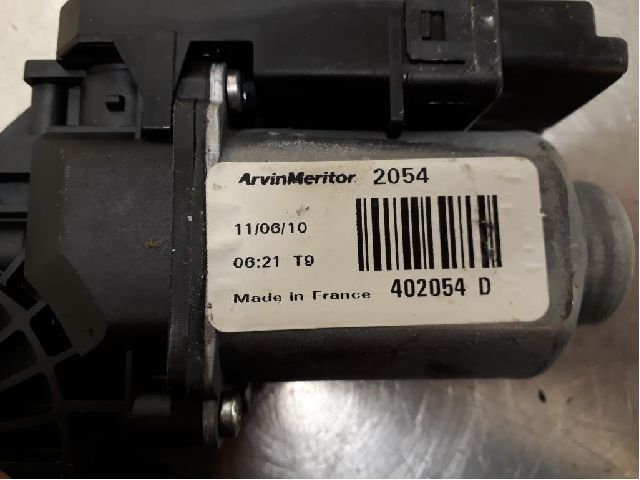 ArvinMeritor 2054
11/06/10
06:21 T9
Made in France 402054 D